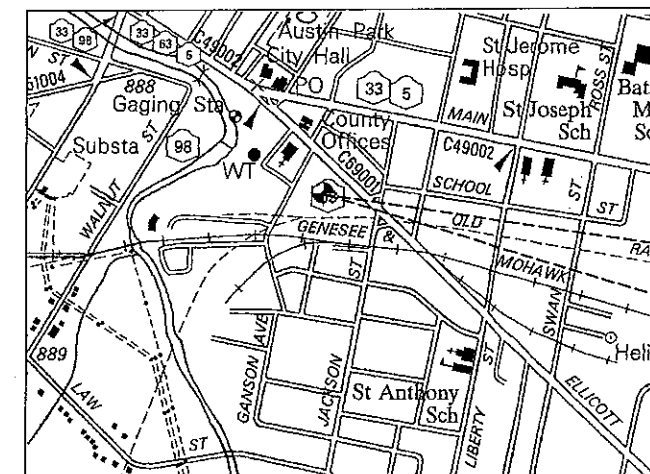 33
98
33
63
5
C49002
Austin Park
City Hall
PO
33
5
St Jerome
Hosp
ROSS ST
ST
51004
888
Gaging Sta
MAIN
St Joseph
Sch
Substa
ST
98
WT
County
Offices
C69001
C49002
SCHOOL
ST
ST
WALNUT
GENESEE
&
OLD
MOHAWK
RA
ST
SWAN
889
LAW
ST
GANSON
AVE
JACKSON
St Anthony
Sch
ST
LIBERTY
ELLICOTT
Heli